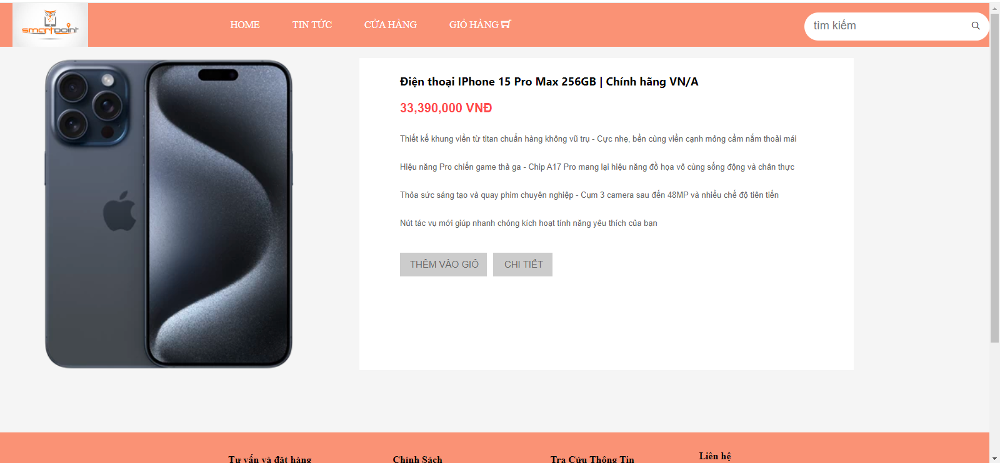 smartpoint
HOME
TIN TỨC
CỬA HÀNG
GIỎ HÀNG
tìm kiếm
Điện thoại IPhone 15 Pro Max 256GB | Chính hãng VN/A
33,390,000 VNĐ
Thiết kế khung viền từ titan chuẩn hàng không vũ trụ - Cực nhẹ, bền cùng viền cạnh mỏng cầm nắm thoải mái
Hiệu năng Pro chiến game thả ga - Chip A17 Pro mang lại hiệu năng đồ họa vô cùng sống động và chân thực
Thỏa sức sáng tạo và quay phim chuyên nghiệp - Cụm 3 camera sau đến 48MP và nhiều chế độ tiên tiến
Nút tác vụ mới giúp nhanh chóng kích hoạt tính năng yêu thích của bạn
THÊM VÀO GIỎ
CHI TIẾT
Tư vấn và đặt hàng
Chính Sách
Tra Cứu Thông Tin
Liên hệ